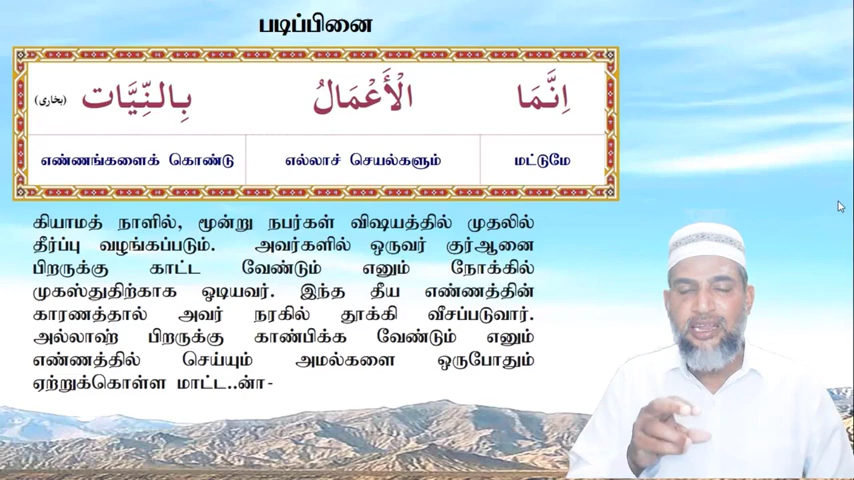 படிப்பினை
اِنَّمَا الْأَعْمَالُ بِالنِّيَّات (بخاری)
எண்ணங்களைக் கொண்டு எல்லாச் செயல்களும் மட்டுமே
கியாமத் நாளில், மூன்று நபர்கள் விஷயத்தில் முதலில்
தீர்ப்பு வழங்கப்படும். அவர்களில் ஒருவர் குர்ஆனை
பிறருக்கு காட்ட வேண்டும் எனும் நோக்கில்
முகஸ்துதிற்காக ஓடியவர். இந்த தீய எண்ணத்தின்
காரணத்தால் அவர் நரகில் தூக்கி வீசப்படுவார்.
அல்லாஹ் பிறருக்கு காண்பிக்க வேண்டும் எனும்
எண்ணத்தில் செய்யும் அமல்களை ஒருபோதும்
ஏற்றுக்கொள்ள மாட்ட..ன்-